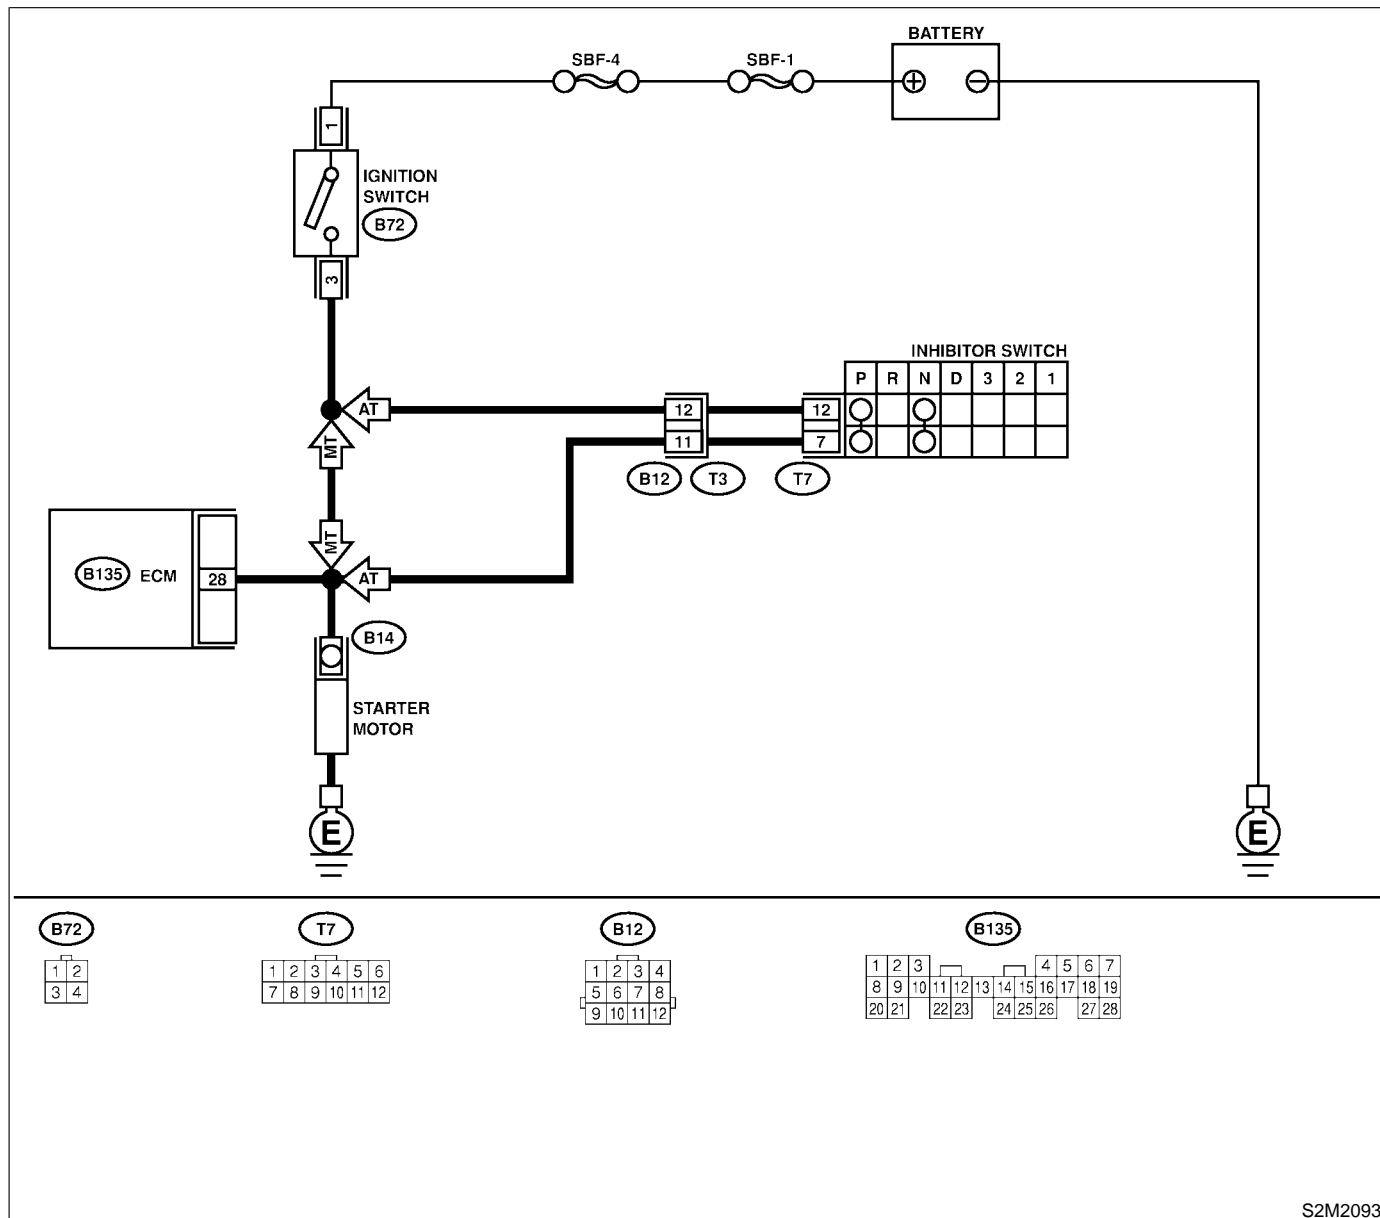 BATTERY
SBF-4
SBF-1
1
IGNITION
SWITCH
B72
3
INHIBITOR SWITCH
P R N D 3 2 1
AT
12
12
11
7
MT
B12
T3
T7
MT
B135
ECM
28
AT
B14
STARTER
MOTOR
E
E
B72
T7
B12
B135
1 2
3 4
1 2 3 4 5 6
7 8 9 10 11 12
1 2 3 4
5 6 7 8
9 10 11 12
1 2 3 4 5 6 7
8 9 10 11 12 13 14 15 16 17 18 19
20 21 22 23 24 25 26 27 28
S2M2093